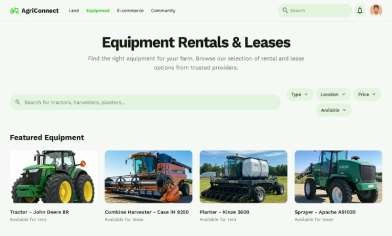 AgriConnect
Land
Equipment
E-commerce
Community
Search
Equipment Rentals & Leases
Find the right equipment for your farm. Browse our selection of rental and lease
options from trusted providers.
Search for tractors, harvesters, planters...
Type
Location
Price
Available
Featured Equipment
Tractor - John Deere 8R
Available for rent
Combine Harvester - Case IH 8250
Available for lease
Planter - Kinze 3600
Available for rent
Sprayer - Apache AS1020
Available for lease